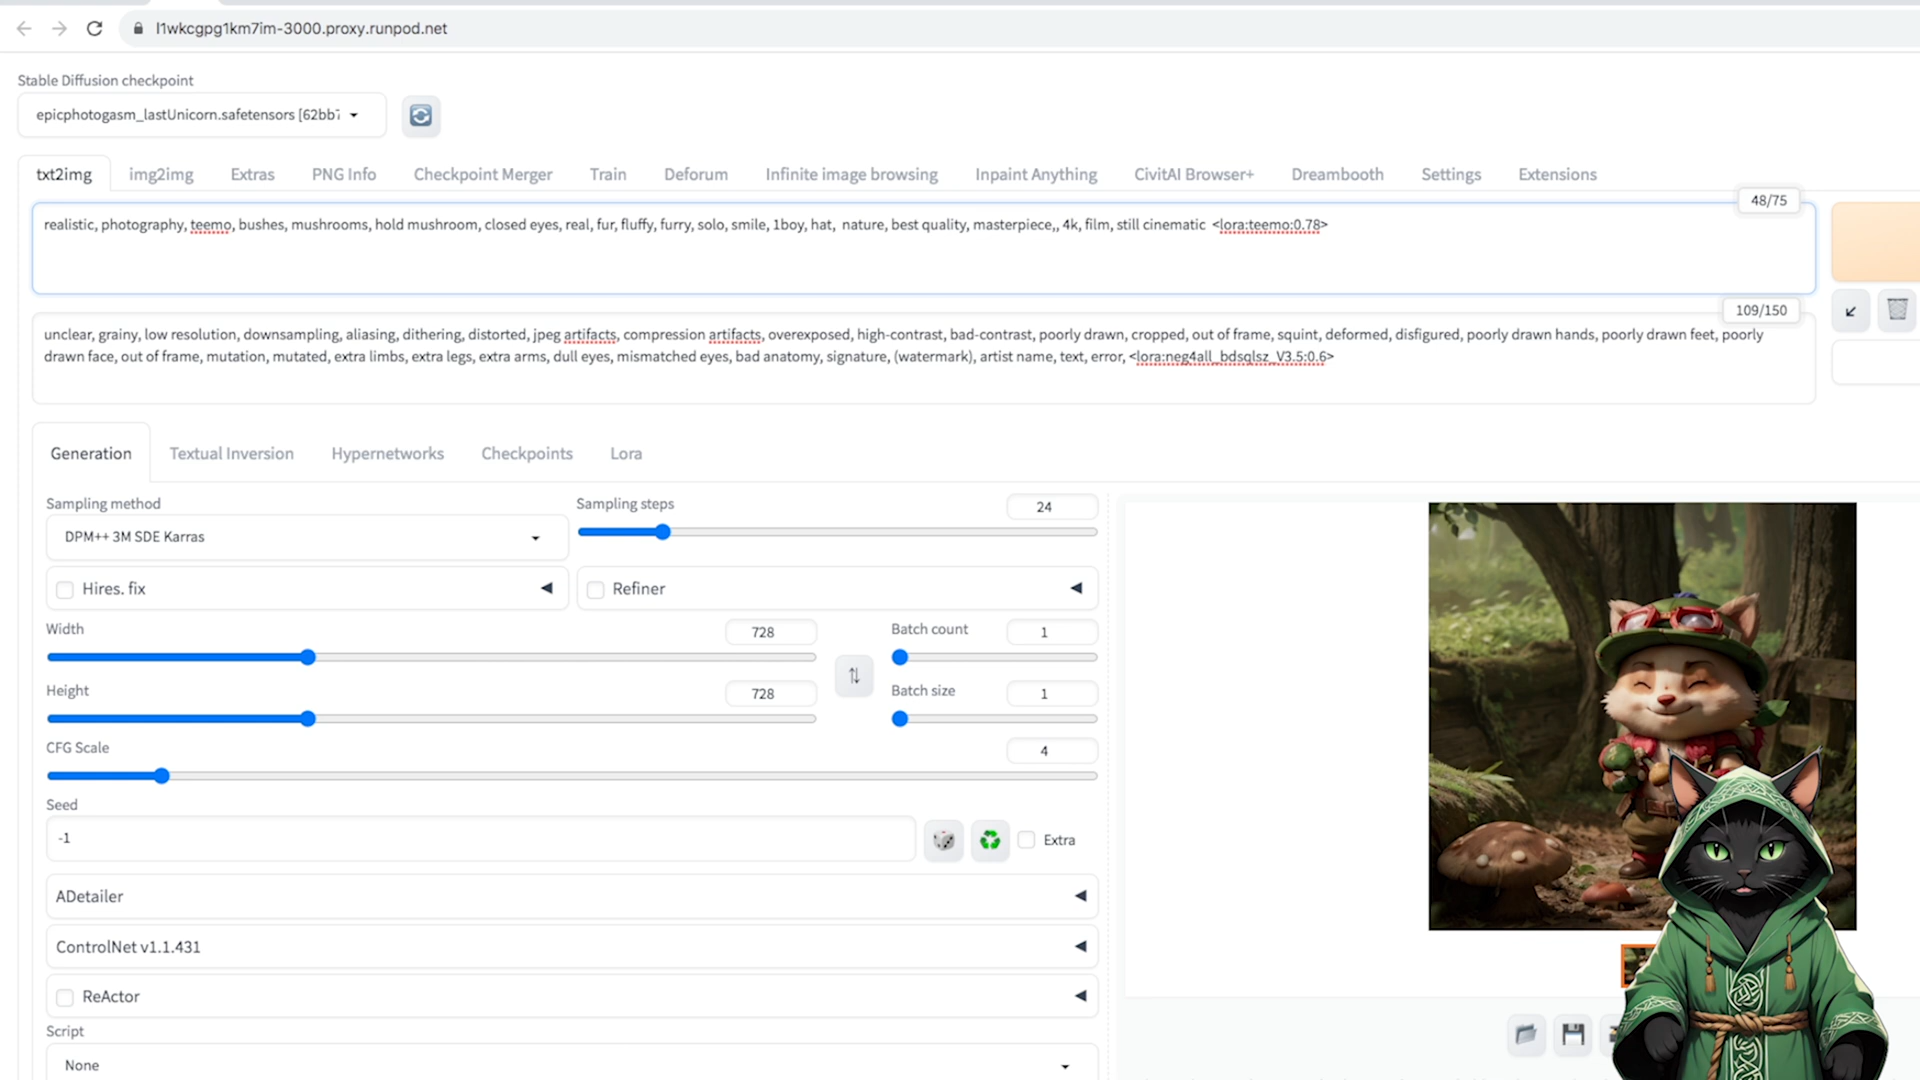 l1wkcgpg1km7im-3000.proxy.runpod.net
Stable Diffusion checkpoint
epicphotogasm_lastUnicorn.safetensors [62bb7
txt2img img2img Extras PNG Info Checkpoint Merger Train Deforum Infinite image browsing Inpaint Anything CivitAI Browser+ Dreambooth Settings Extensions
48/75
realistic, photography, teemo, bushes, mushrooms, hold mushroom, closed eyes, real, fur, fluffy, furry, solo, smile, 1boy, hat, nature, best quality, masterpiece,, 4k, film, still cinematic <lora:teemo:0.78>
109/150
unclear, grainy, low resolution, downsampling, aliasing, dithering, distorted, jpeg artifacts, compression artifacts, overexposed, high-contrast, bad-contrast, poorly drawn, cropped, out of frame, squint, deformed, disfigured, poorly drawn hands, poorly drawn feet, poorly
drawn face, out of frame, mutation, mutated, extra limbs, extra legs, extra arms, dull eyes, mismatched eyes, bad anatomy, signature, (watermark), artist name, text, error, <lora:neg4all_bdsqlsz_V3.5:0.6>
Generation Textual Inversion Hypernetworks Checkpoints Lora
Sampling method
DPM++ 3M SDE Karras
Sampling steps
24
Hires. fix
Refiner
Width
728
Batch count
1
Height
728
Batch size
1
CFG Scale
4
Seed
-1
Extra
ADetailer
ControlNet v1.1.431
ReActor
Script
None